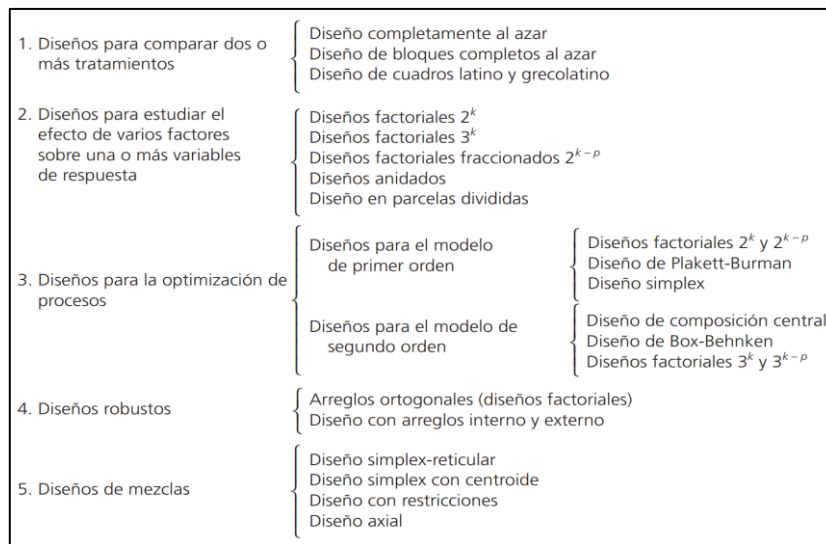 1. Diseños para comparar dos o
más tratamientos
Diseño completamente al azar
Diseño de bloques completos al azar
Diseño de cuadros latino y grecolatino
2. Diseños para estudiar el
efecto de varios factores
sobre una o más variables
de respuesta
Diseños factoriales 2^k
Diseños factoriales 3^k
Diseños factoriales fraccionados 2^{k–p}
Diseños anidados
Diseño en parcelas divididas
3. Diseños para la optimización de
procesos
Diseños para el modelo
de primer orden
Diseños factoriales 2^k y 2^{k–p}
Diseño de Plakett-Burman
Diseño simplex
Diseños para el modelo de
segundo orden
Diseño de composición central
Diseño de Box-Behnken
Diseños factoriales 3^k y 3^{k–p}
4. Diseños robustos
Arreglos ortogonales (diseños factoriales)
Diseño con arreglos interno y externo
5. Diseños de mezclas
Diseño simplex-reticular
Diseño simplex con centroide
Diseño con restricciones
Diseño axial